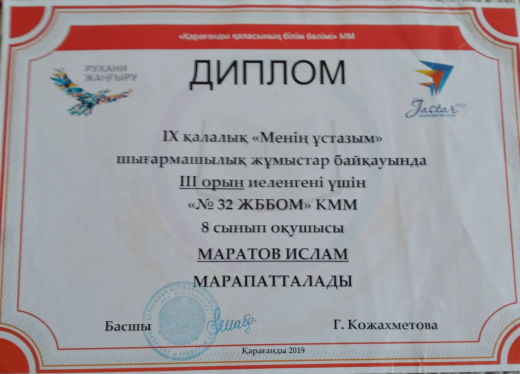 «Қарағанды қаласының білім бөлімі» ММ
РУХАНИ
ЖАҢҒЫРУ
ДИПЛОМ
Jastar
IX қалалық «Менің ұстазым»
шығармашылық жұмыстар байқауында
III орын иеленгені үшін
«№ 32 ЖББОМ» КММ
8 сынып оқушысы
МАРАТОВ ИСЛАМ
МАРАПАТТАЛАДЫ
Басшы
Г. Кожахметова
Қарағанды 2019